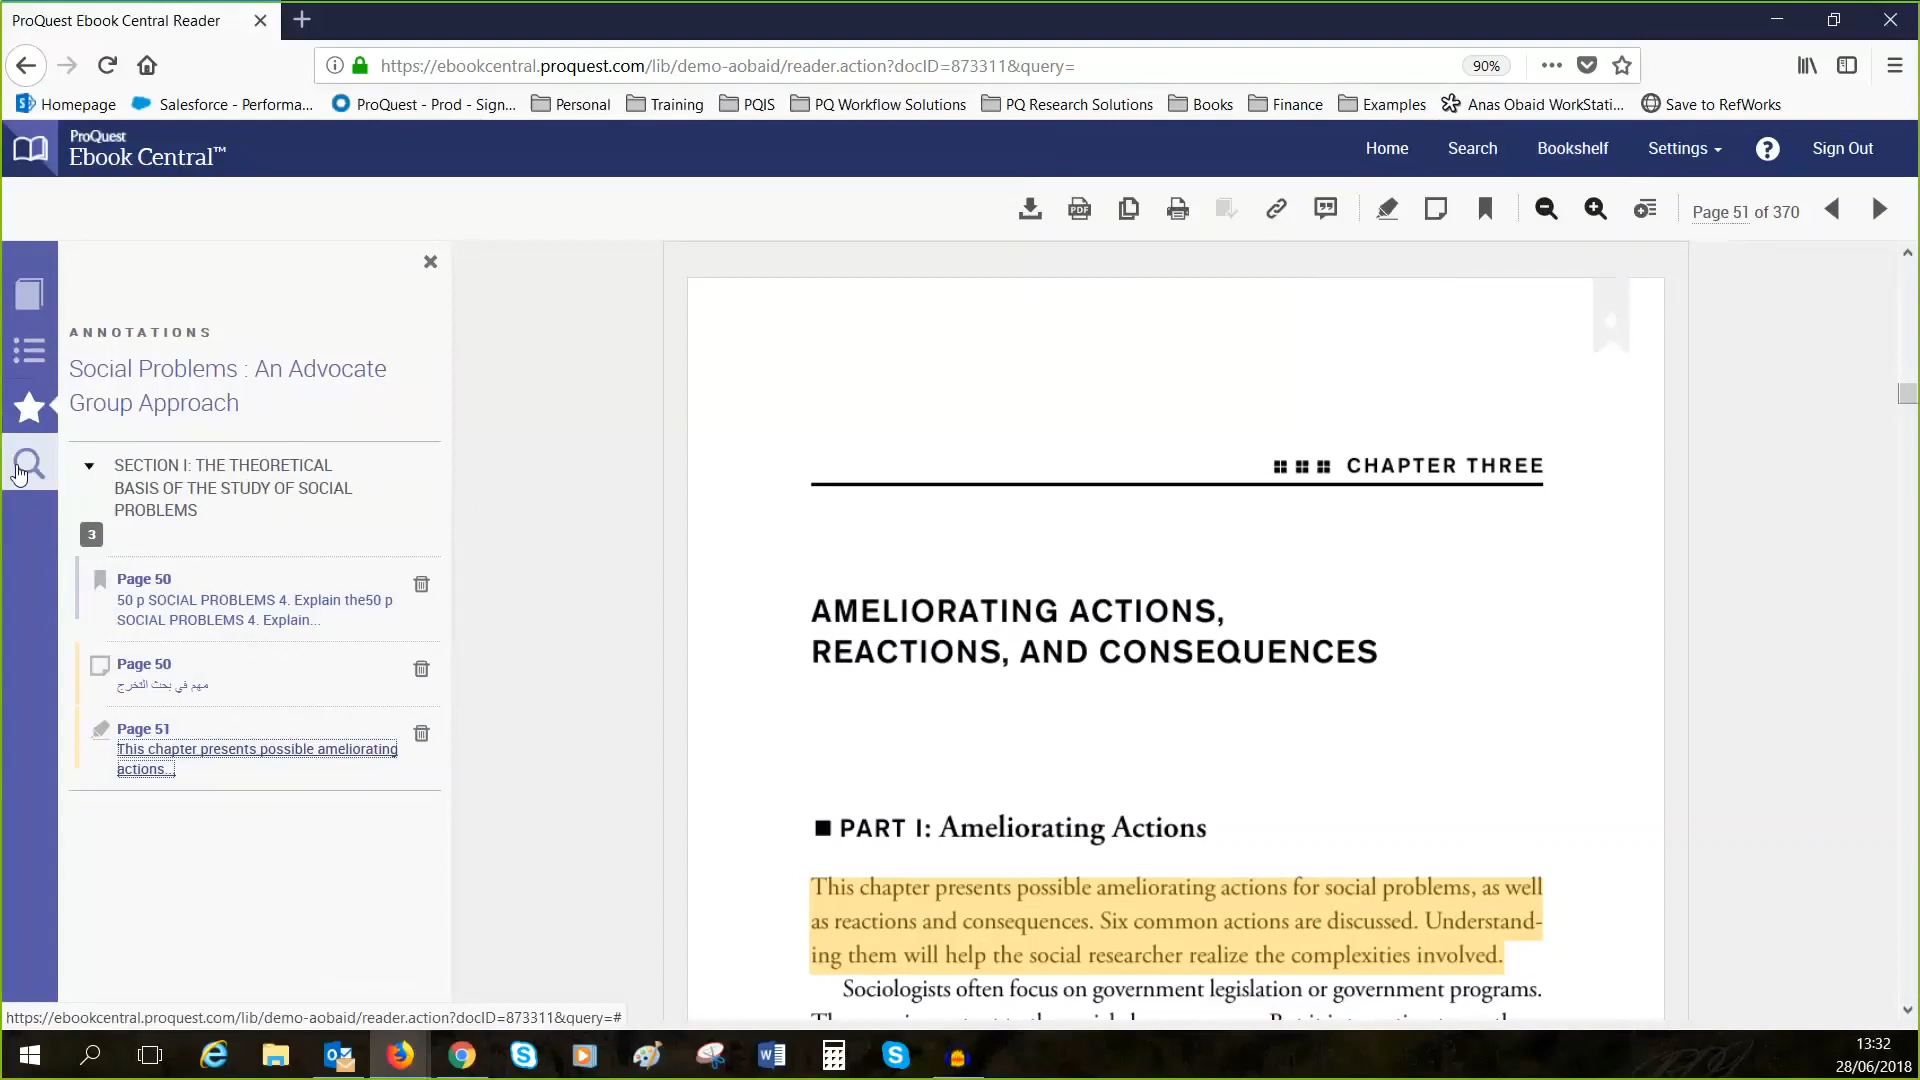 ProQuest Ebook Central Reader
https://ebookcentral.proquest.com/lib/demo-aobaid/reader.action?docID=873311&query=
90%
Homepage
Salesforce - Performa...
ProQuest - Prod - Sign...
Personal
Training
PQIS
PQ Workflow Solutions
PQ Research Solutions
Books
Finance
Examples
Anas Obaid WorkStati...
Save to RefWorks
ProQuest
Ebook Central™
Home
Search
Bookshelf
Settings
?
Sign Out
PDF
Page 51 of 370
ANNOTATIONS
Social Problems : An Advocate
Group Approach
SECTION I: THE THEORETICAL
BASIS OF THE STUDY OF SOCIAL
PROBLEMS
3
Page 50
50 p SOCIAL PROBLEMS 4. Explain the50 p
SOCIAL PROBLEMS 4. Explain...
Page 50
مهم في بحث التخرج
Page 51
This chapter presents possible ameliorating
actions...
CHAPTER THREE
AMELIORATING ACTIONS,
REACTIONS, AND CONSEQUENCES
PART I: Ameliorating Actions
This chapter presents possible ameliorating actions for social problems, as well
as reactions and consequences. Six common actions are discussed. Understand-
ing them will help the social researcher realize the complexities involved.
Sociologists often focus on government legislation or government programs.
https://ebookcentral.proquest.com/lib/demo-aobaid/reader.action?docID=873311&query=#
13:32
28/06/2018